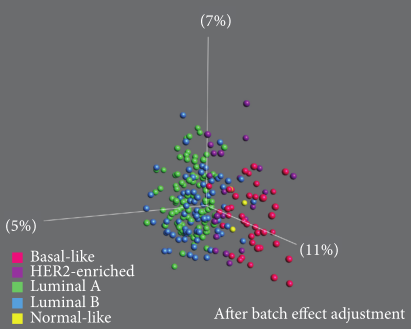 (7%)
(5%)
(11%)
Basal-like
HER2-enriched
Luminal A
Luminal B
Normal-like
After batch effect adjustment